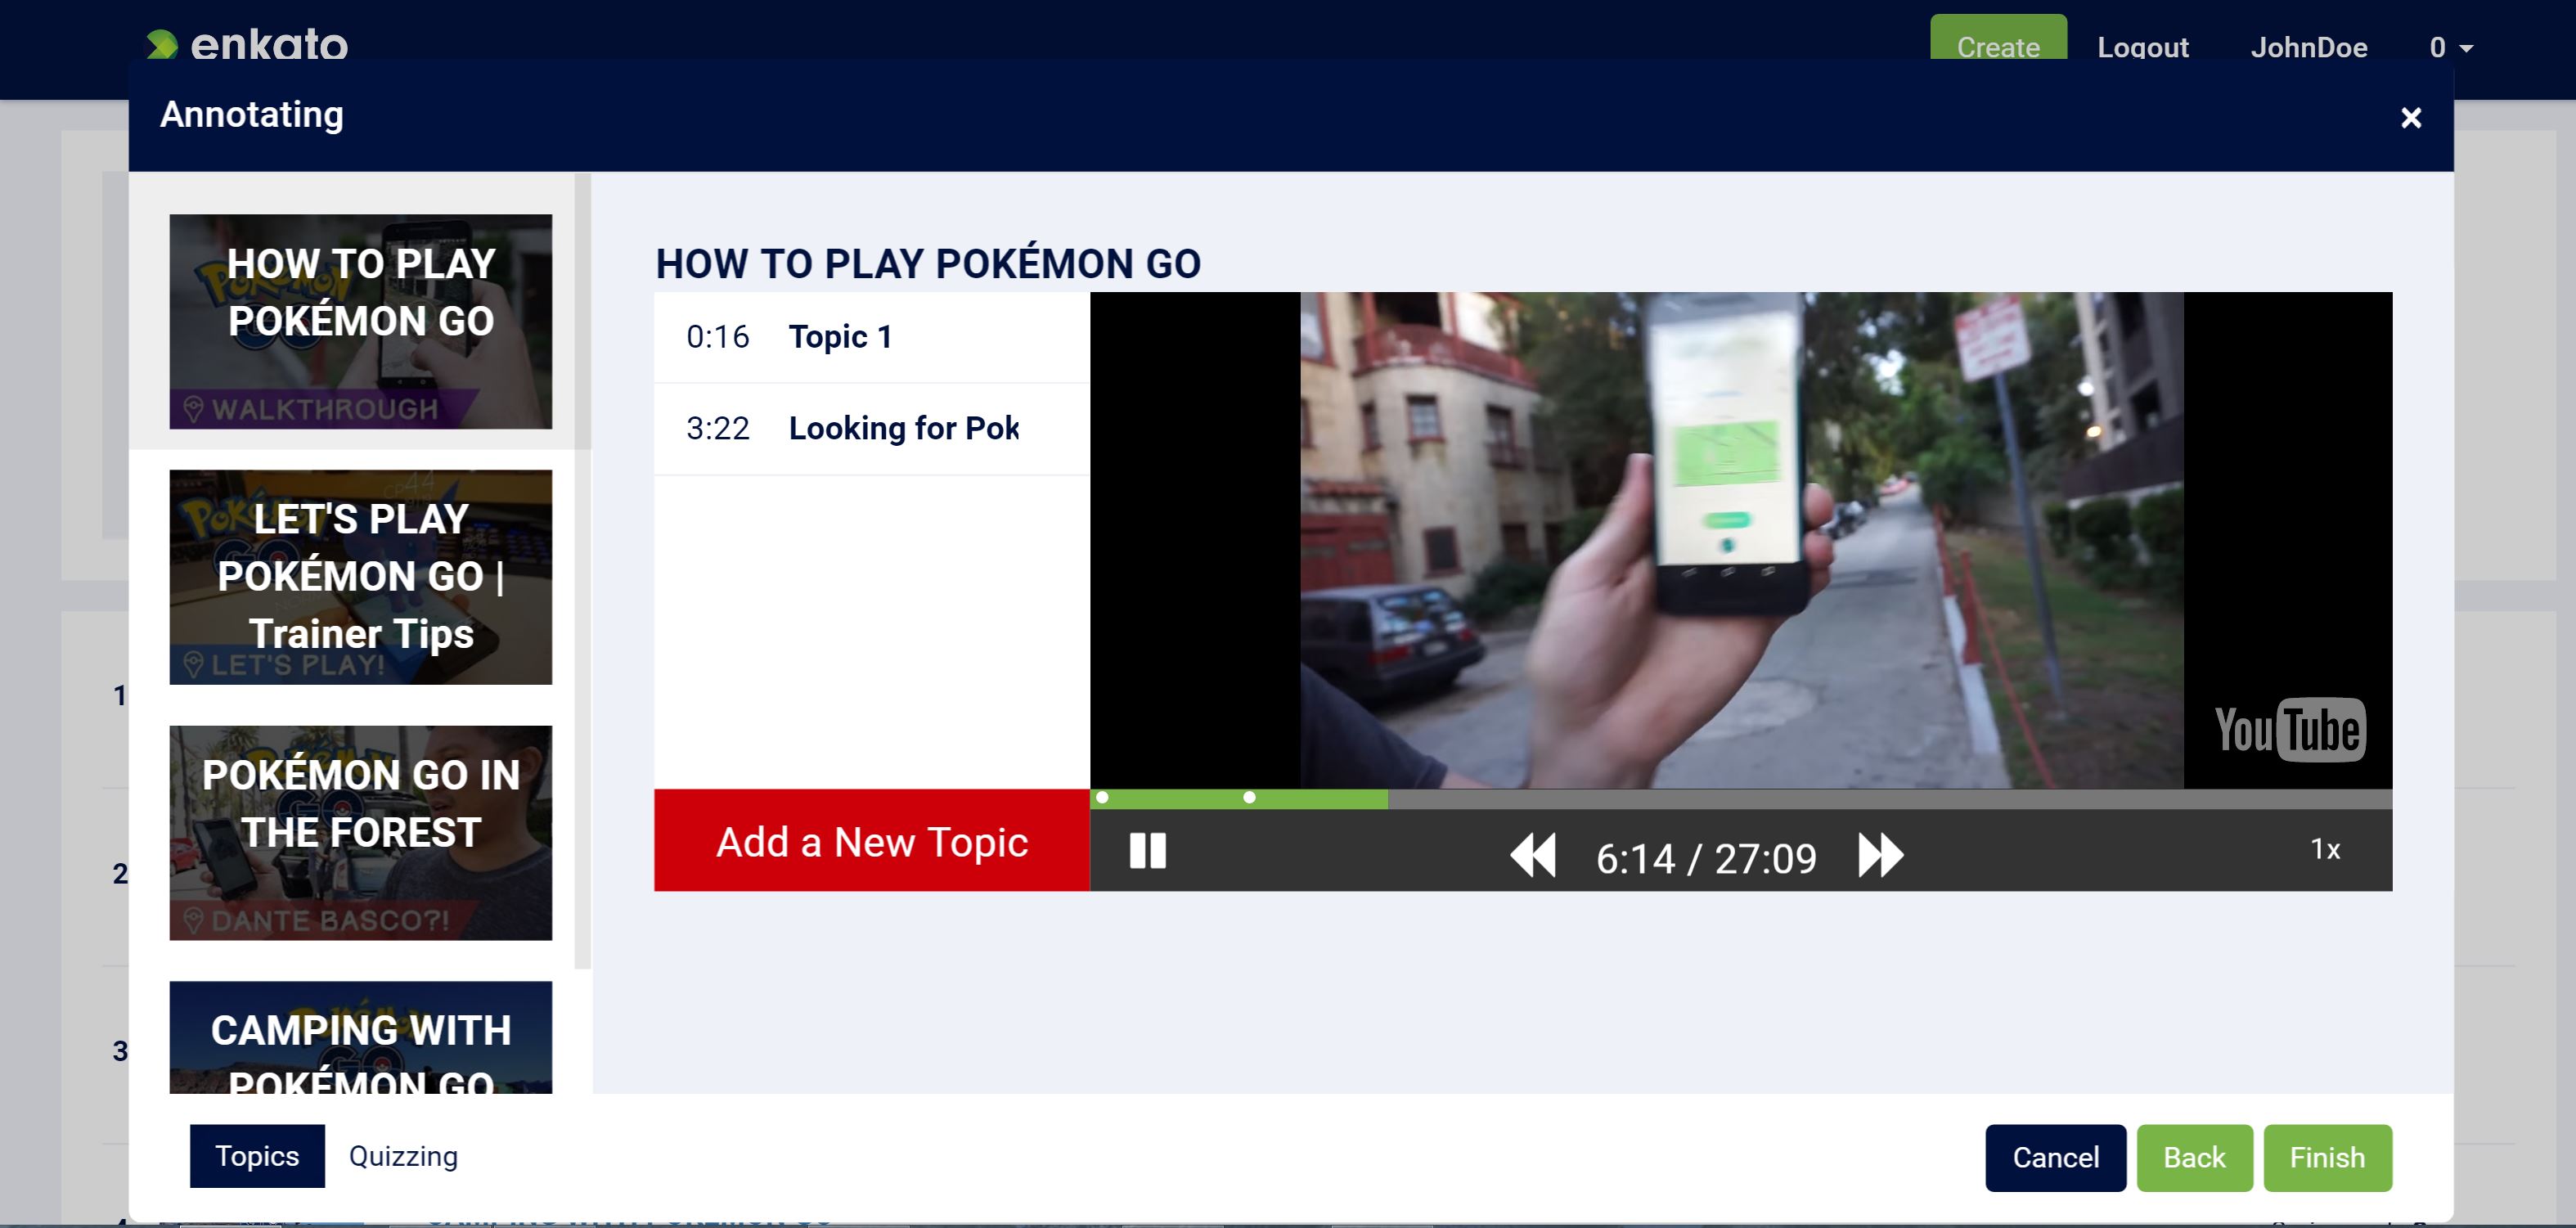 enkato
Create
Logout
JohnDoe
0
Annotating
×
HOW TO PLAY
POKÉMON GO
WALKTHROUGH
LET'S PLAY
POKÉMON GO |
Trainer Tips
LET'S PLAY!
POKÉMON GO IN
THE FOREST
DANTE BASCO?!
CAMPING WITH
POKÉMON GO
HOW TO PLAY POKÉMON GO
0:16 Topic 1
3:22 Looking for Pok
YouTube
Add a New Topic
6:14 / 27:09
1x
1
2
3
Topics
Quizzing
Cancel
Back
Finish